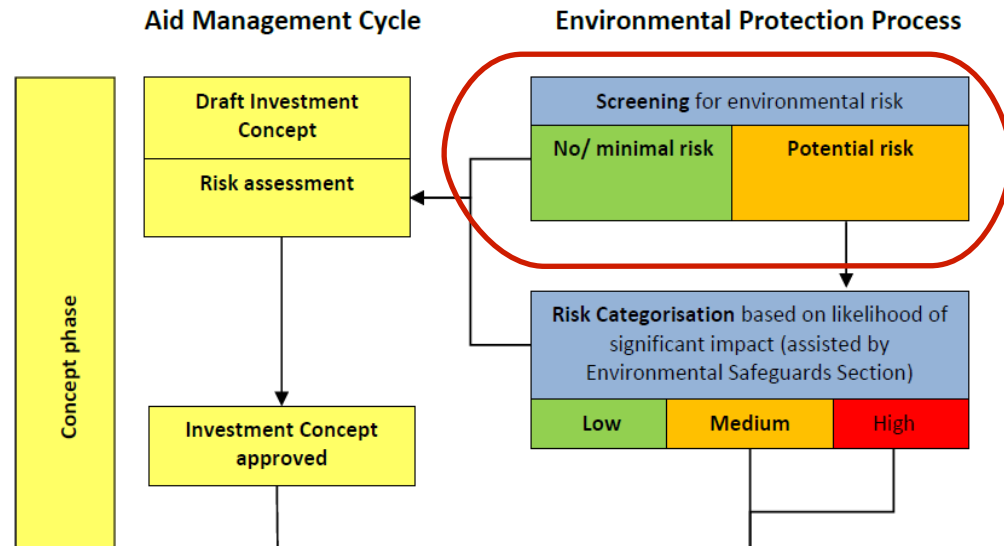 Aid Management Cycle
Environmental Protection Process
Concept phase
Draft Investment
Concept
Risk assessment
Investment Concept
approved
Screening for environmental risk
No/ minimal risk
Potential risk
Risk Categorisation based on likelihood of
significant impact (assisted by
Environmental Safeguards Section)
Low
Medium
High